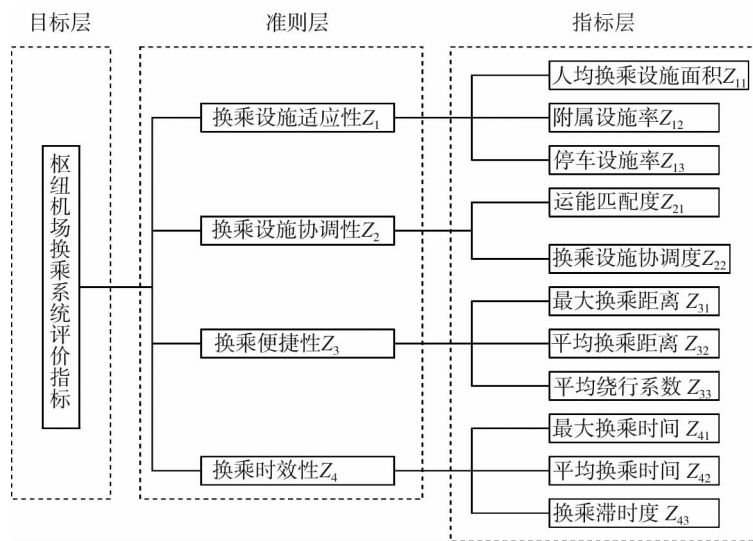 目标层
准则层
指标层
枢纽机场换乘系统评价指标
换乘设施适应性Z₁
换乘设施协调性Z₂
换乘便捷性Z₃
换乘时效性Z₄
人均换乘设施面积Z₁₁
附属设施率Z₁₂
停车设施率Z₁₃
运能匹配度Z₂₁
换乘设施协调度Z₂₂
最大换乘距离 Z₃₁
平均换乘距离 Z₃₂
平均绕行系数 Z₃₃
最大换乘时间 Z₄₁
平均换乘时间 Z₄₂
换乘滞时度 Z₄₃